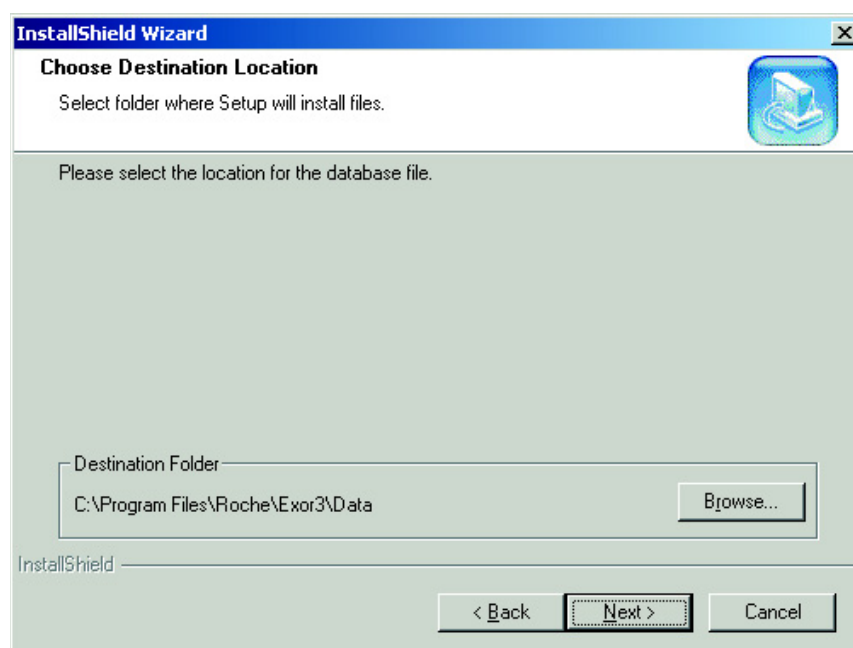 InstallShield Wizard
Choose Destination Location
Select folder where Setup will install files.
Please select the location for the database file.
Destination Folder
C:\Program Files\Roche\Exor3\Data
Browse...
InstallShield
< Back
Next >
Cancel